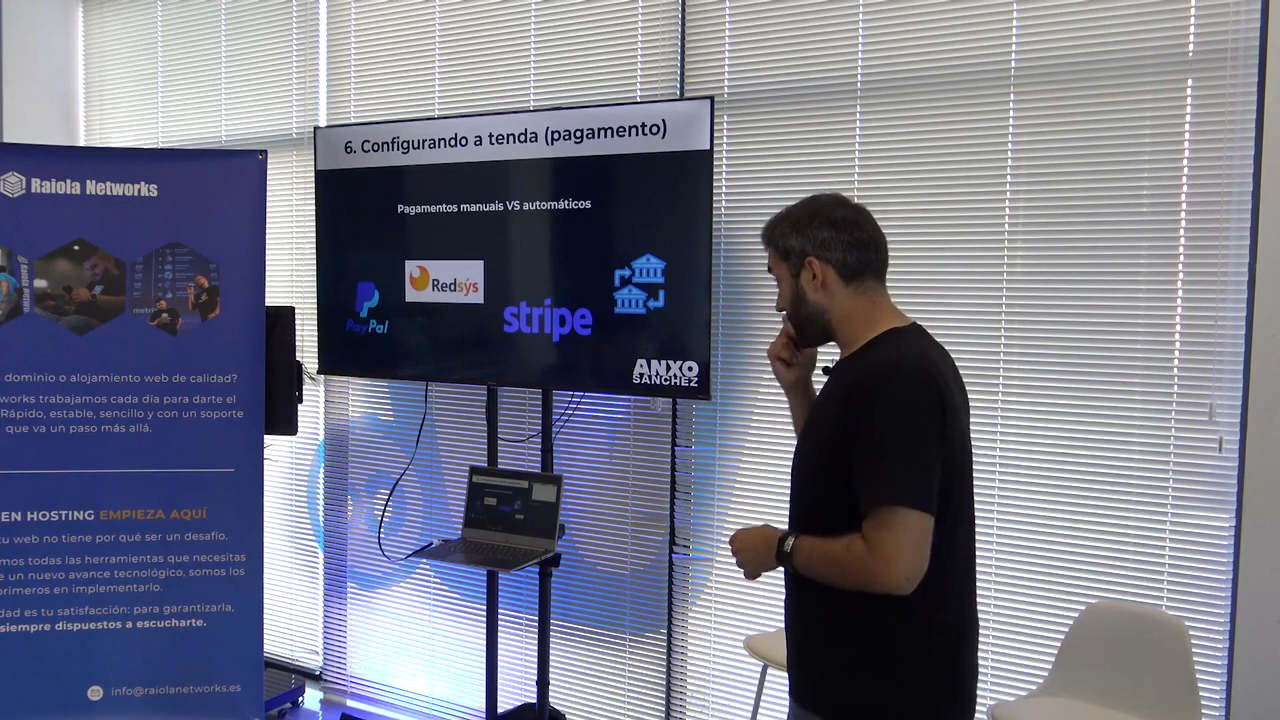 Raiola Networks
dominio o alojamiento web de calidad?
works trabajamos cada día para darte el
Rápido, estable, sencillo y con un soporte
que va un paso más allá.
EN HOSTING EMPIEZA AQUÍ
tu web no tiene por qué ser un desafío.
mos todas las herramientas que necesitas
e un nuevo avance tecnológico, somos los
primeros en implementarlo.
dad es tu satisfacción: para garantizarla,
siempre dispuestos a escucharte.
info@raiolanetworks.es
6. Configurando a tenda (pagamento)
Pagamentos manuais VS automáticos
PayPal
Redsýs
stripe
ANXO
SÁNCHEZ